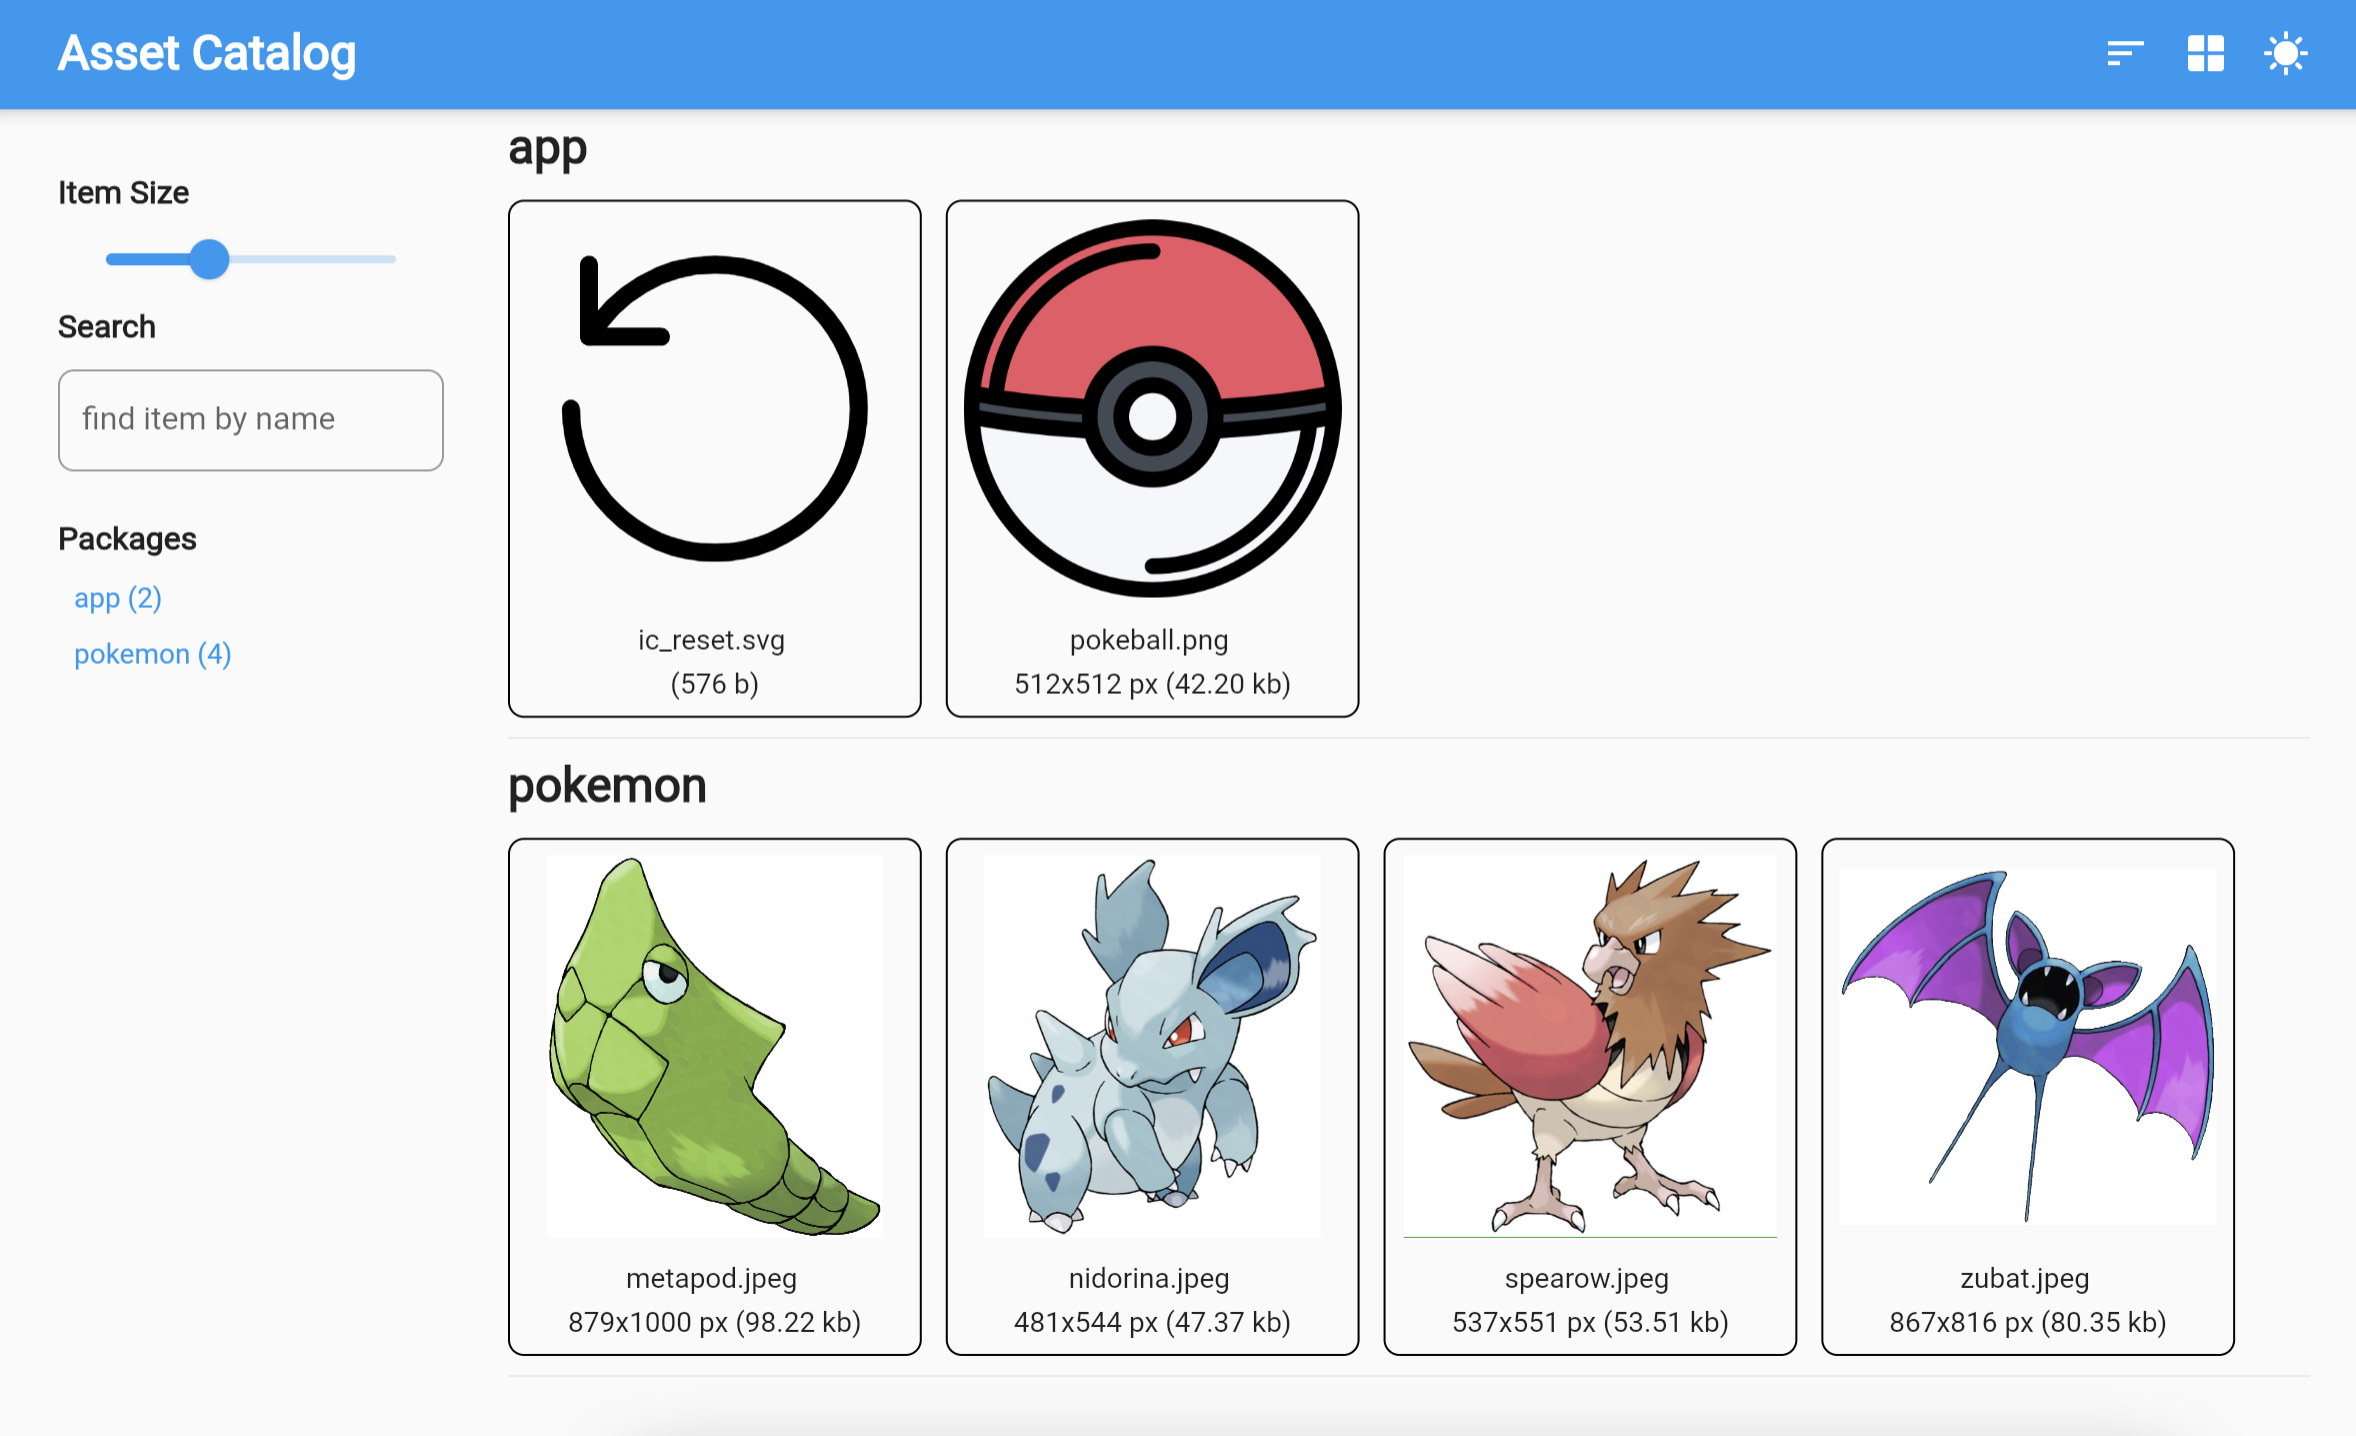 Asset Catalog
Item Size
Search
find item by name
Packages
app (2)
pokemon (4)
app
ic_reset.svg
(576 b)
pokeball.png
512x512 px (42.20 kb)
pokemon
metapod.jpeg
879x1000 px (98.22 kb)
nidorina.jpeg
481x544 px (47.37 kb)
spearow.jpeg
537x551 px (53.51 kb)
zubat.jpeg
867x816 px (80.35 kb)